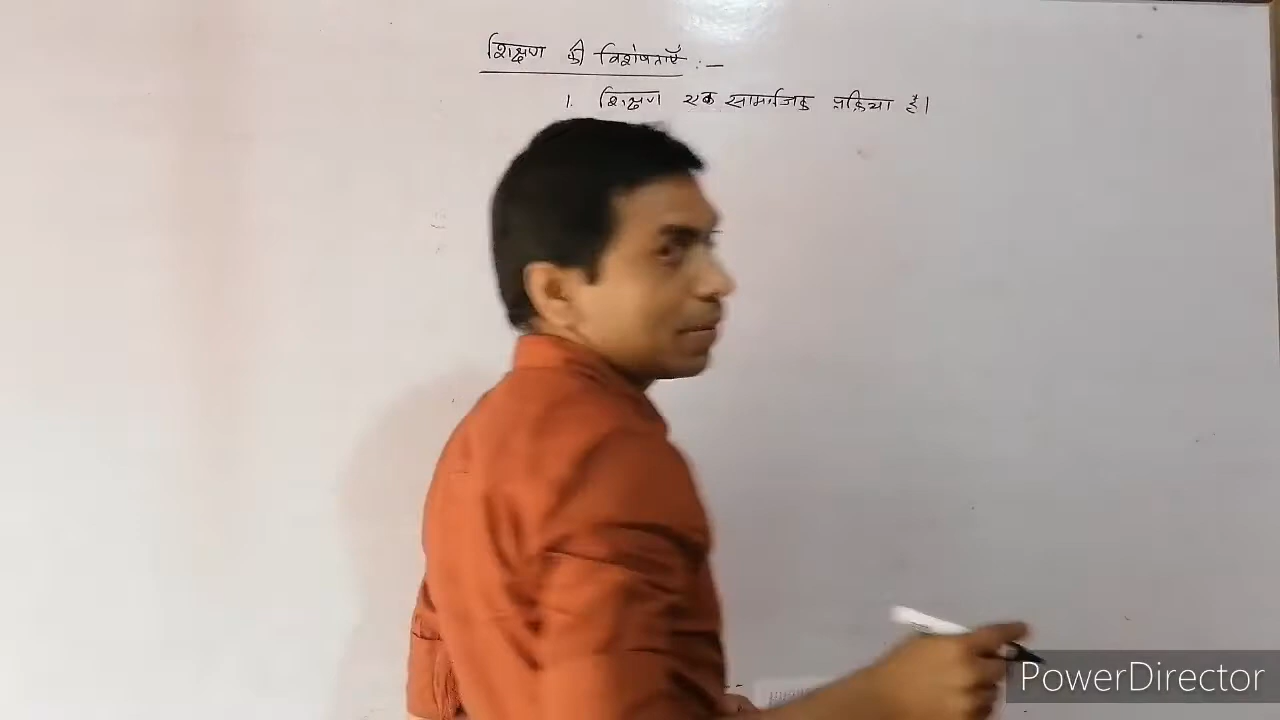 शिक्षण की विशेषताएँ :-
1. शिक्षण एक सामाजिक प्रक्रिया है।
PowerDirector